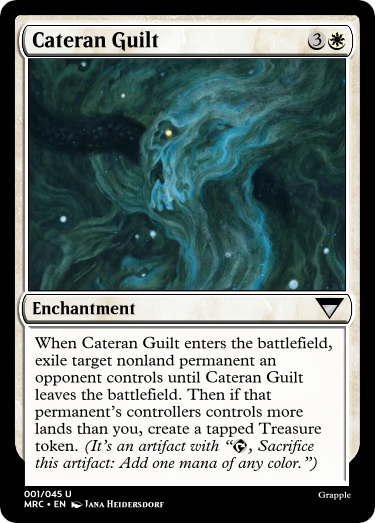 Cateran Guilt 3
Enchantment
When Cateran Guilt enters the battlefield,
exile target nonland permanent an
opponent controls until Cateran Guilt
leaves the battlefield. Then if that
permanent's controllers controls more
lands than you, create a tapped Treasure
token. (It's an artifact with “, Sacrifice
this artifact: Add one mana of any color.”)
001/045 U
MRC • EN Jana Heidersdorf
Grapple